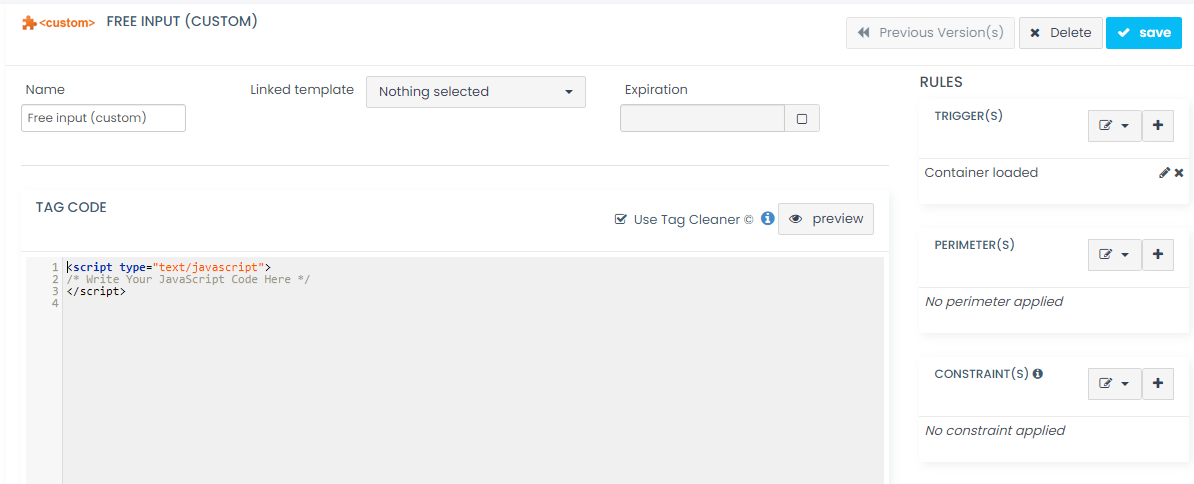 <custom> FREE INPUT (CUSTOM)
Previous Version(s)
Delete
save
Name
Linked template
Nothing selected
Expiration
Free input (custom)
RULES
TRIGGER(S)
Container loaded
TAG CODE
Use Tag Cleaner ©
preview
1 <script type="text/javascript">
2 /* Write Your JavaScript Code Here */
3 </script>
4
PERIMETER(S)
No perimeter applied
CONSTRAINT(S)
No constraint applied